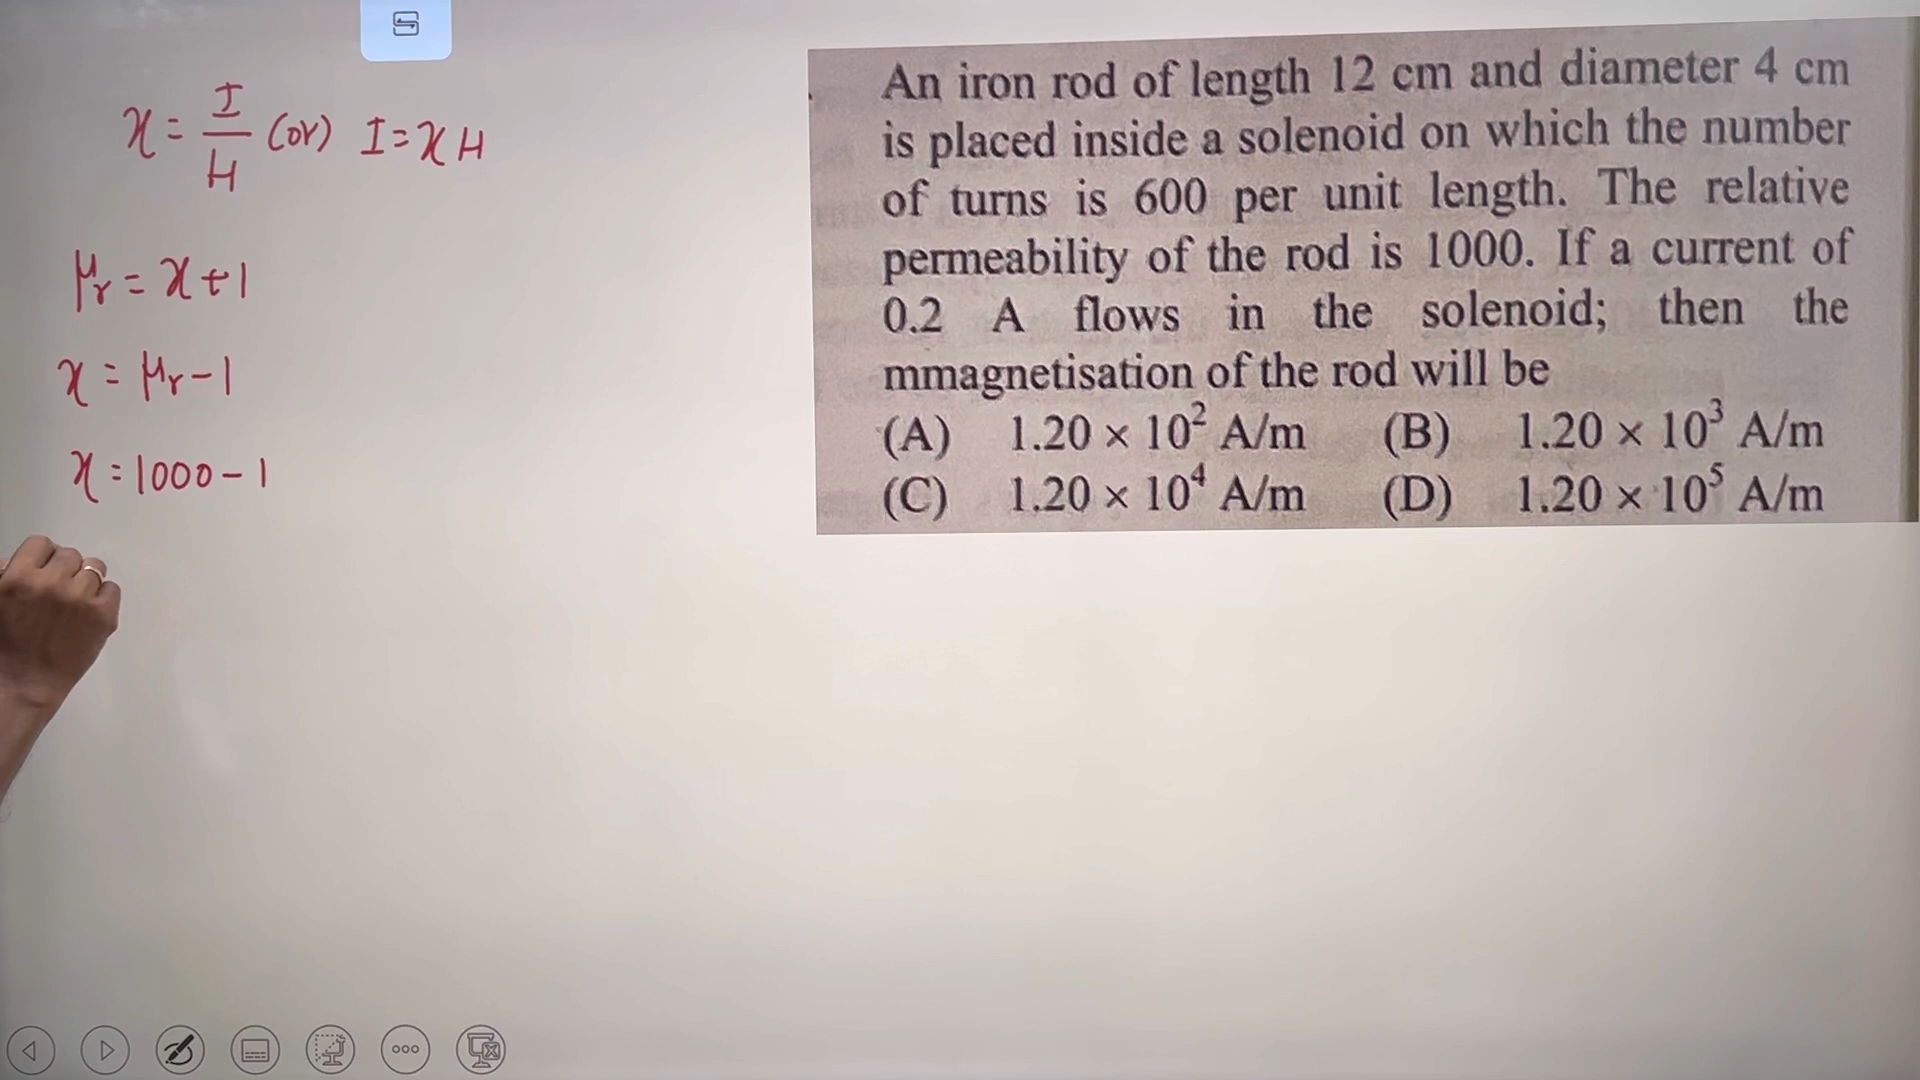 χ = I/H (or) I = χH
μr = χ + 1
χ = μr - 1
χ = 1000 - 1
An iron rod of length 12 cm and diameter 4 cm
is placed inside a solenoid on which the number
of turns is 600 per unit length. The relative
permeability of the rod is 1000. If a current of
0.2 A flows in the solenoid; then the
mmagnetisation of the rod will be
(A) 1.20 × 10² A/m (B) 1.20 × 10³ A/m
(C) 1.20 × 10⁴ A/m (D) 1.20 × 10⁵ A/m